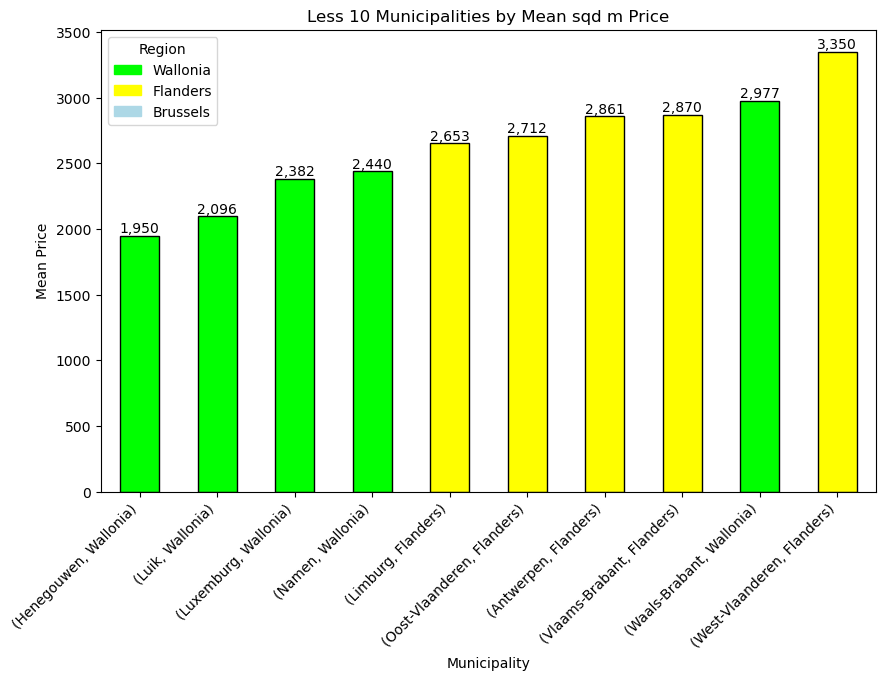 Less 10 Municipalities by Mean sqd m Price
Region
Wallonia
Flanders
Brussels
Mean Price
3500
3000
2500
2000
1500
1000
500
0
1,950
2,096
2,382
2,440
2,653
2,712
2,861
2,870
2,977
3,350
(Henegouwen, Wallonia)
(Luik, Wallonia)
(Luxemburg, Wallonia)
(Namen, Wallonia)
(Limburg, Flanders)
(Oost-Vlaanderen, Flanders)
(Antwerpen, Flanders)
(Vlaams-Brabant, Flanders)
(Waals-Brabant, Wallonia)
(West-Vlaanderen, Flanders)
Municipality